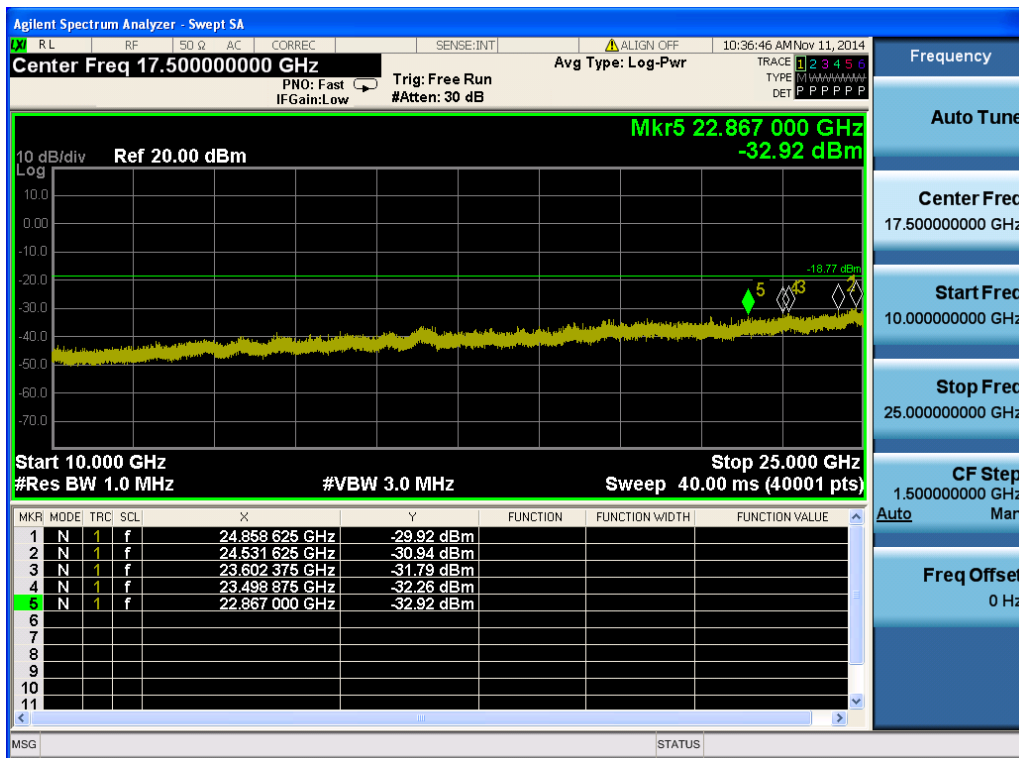 Agilent Spectrum Analyzer - Swept SA
LXI RL RF 50 Ω AC CORREC SENSE:INT ALIGN OFF 10:36:46 AM Nov 11, 2014
Center Freq 17.500000000 GHz Avg Type: Log-Pwr TRACE 1 2 3 4 5 6
PNO: Fast Trig: Free Run TYPE M WWWWW
IFGain:Low #Atten: 30 dB DET P P P P P P
Mkr5 22.867 000 GHz
10 dB/div Ref 20.00 dBm -32.92 dBm
Log
10.0
0.00
-10.0
-18.77 dBm
-20.0
5 4 3 2
-30.0
-40.0
-50.0
-60.0
-70.0
Start 10.000 GHz Stop 25.000 GHz
#Res BW 1.0 MHz #VBW 3.0 MHz Sweep 40.00 ms (40001 pts)
MKR MODE TRC SCL X Y FUNCTION FUNCTION WIDTH FUNCTION VALUE
1 N 1 f 24.858 625 GHz -29.92 dBm
2 N 1 f 24.531 625 GHz -30.94 dBm
3 N 1 f 23.602 375 GHz -31.79 dBm
4 N 1 f 23.498 875 GHz -32.26 dBm
5 N 1 f 22.867 000 GHz -32.92 dBm
6
7
8
9
10
11
MSG STATUS
Frequency
Auto Tune
Center Freq
17.500000000 GHz
Start Freq
10.000000000 GHz
Stop Freq
25.000000000 GHz
CF Step
1.500000000 GHz
Auto Man
Freq Offset
0 Hz